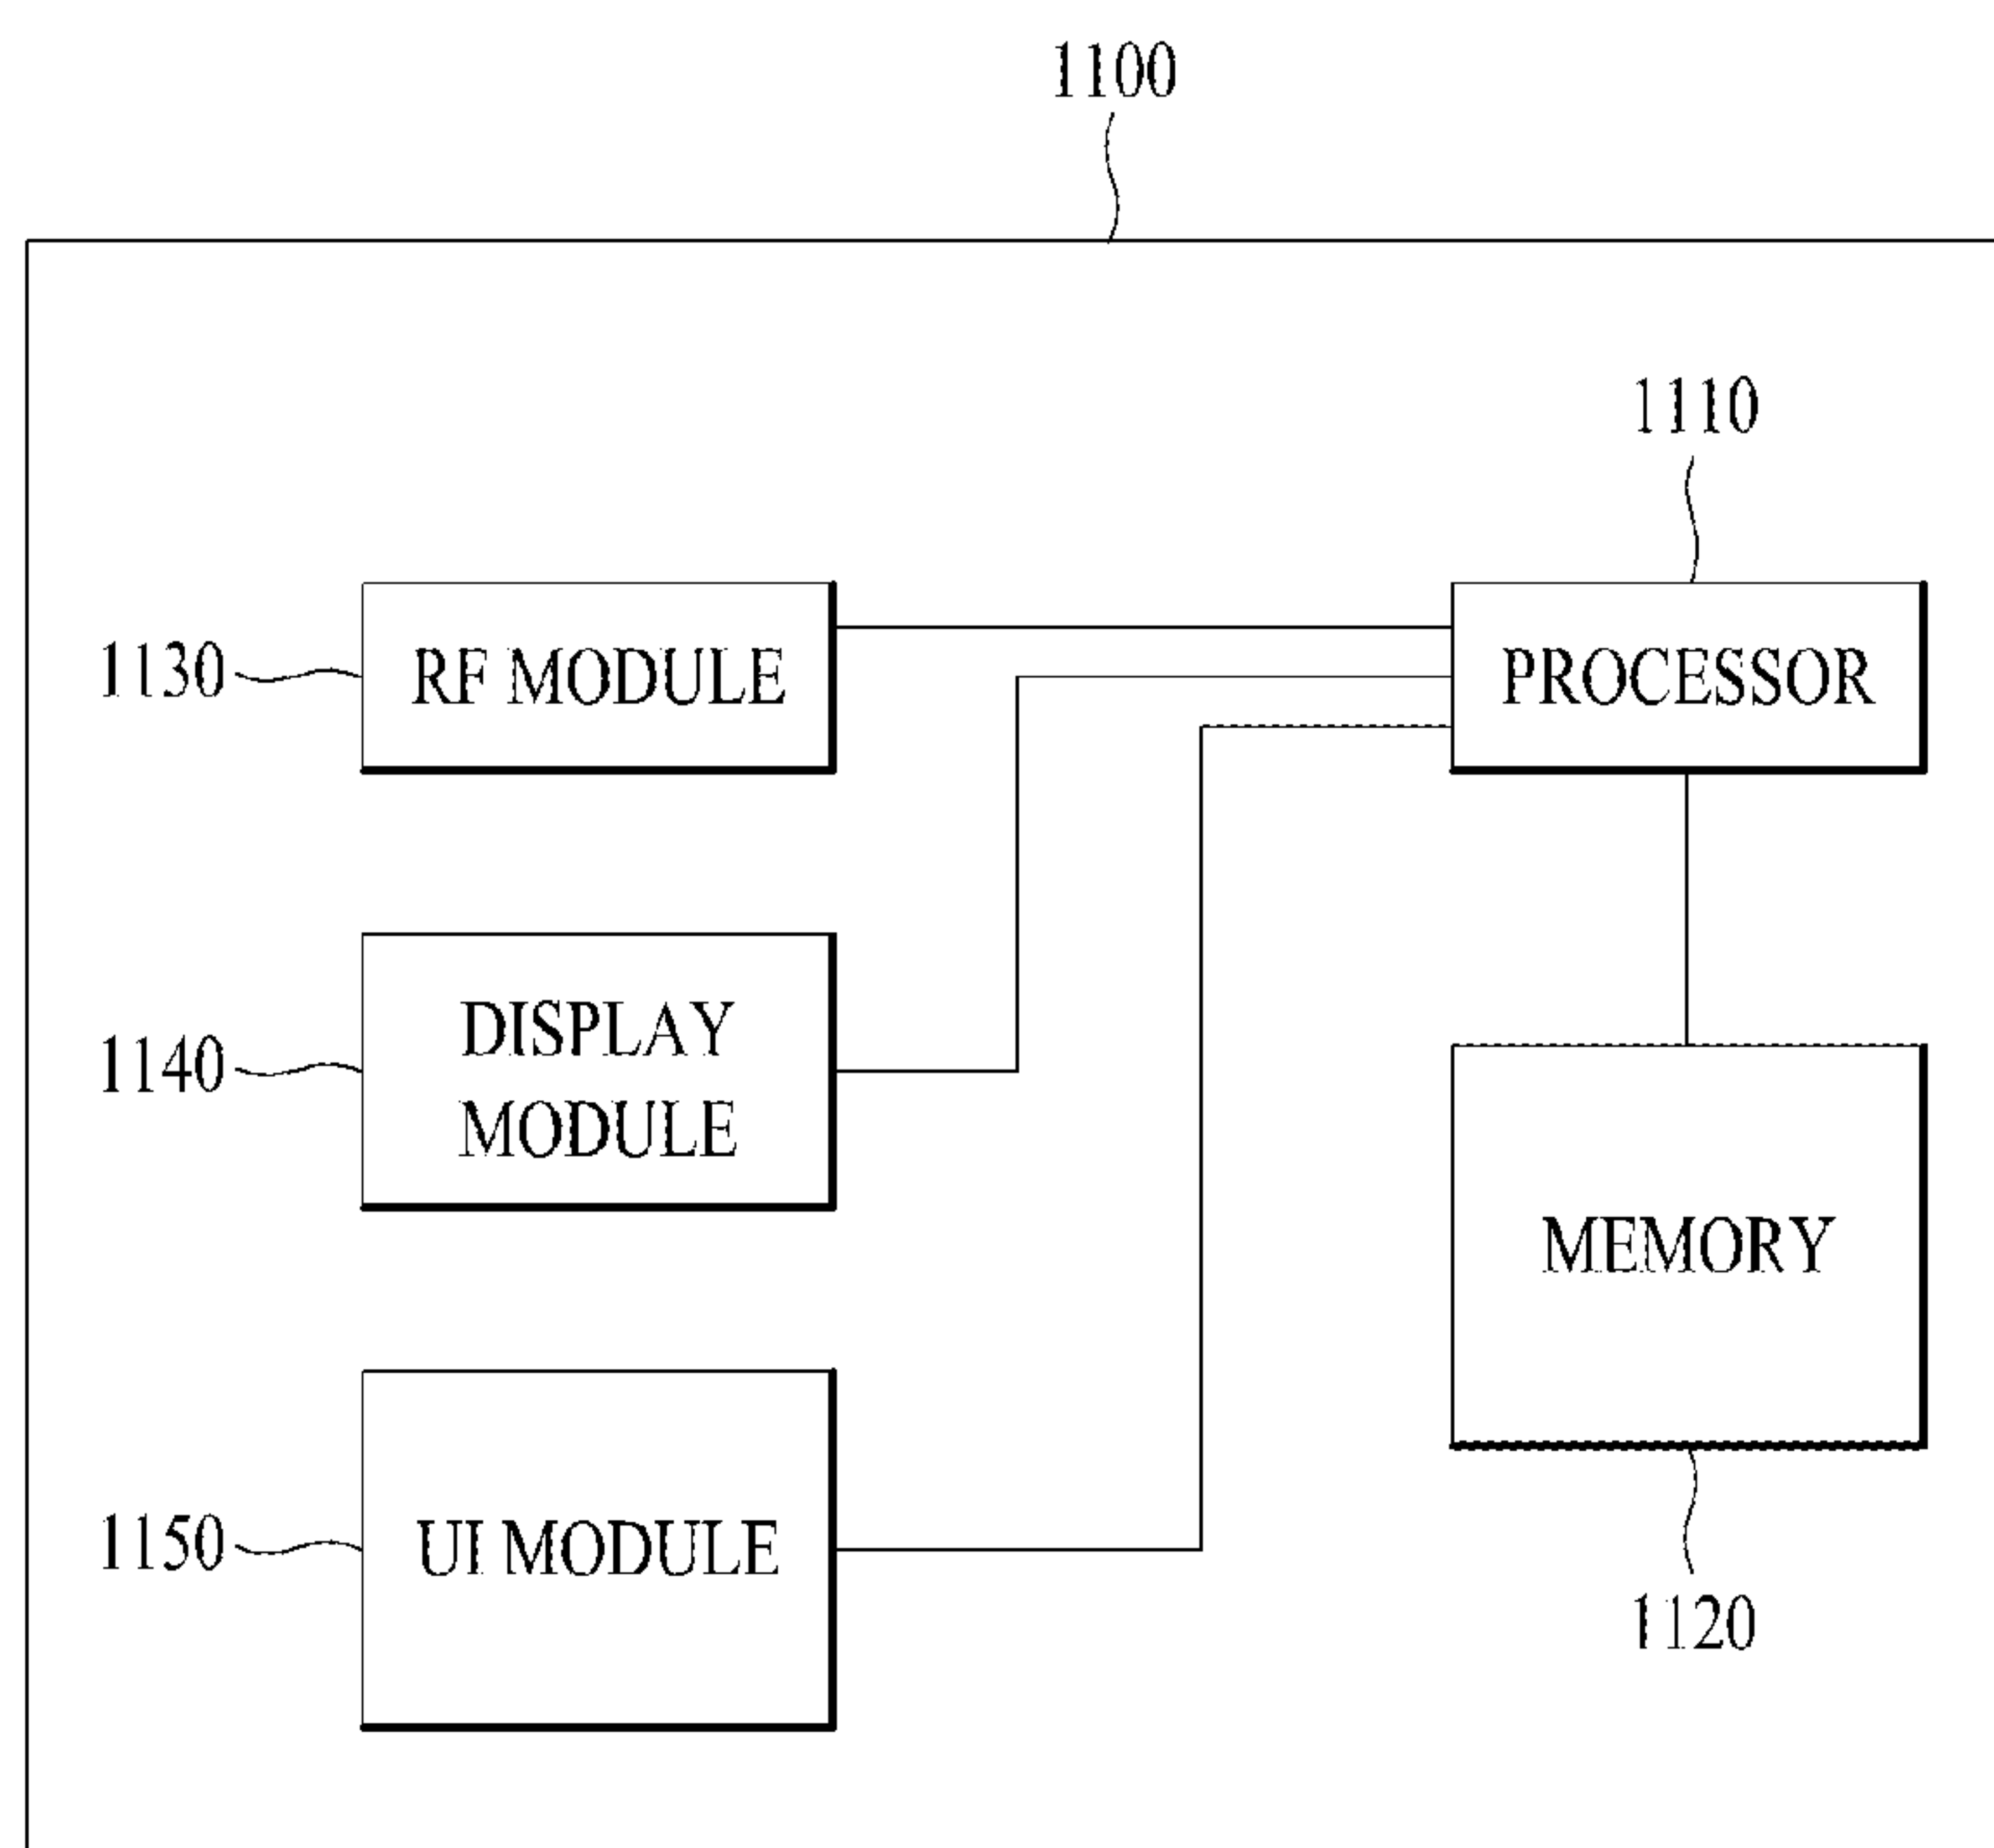 1100
1110
1130
RF MODULE
PROCESSOR
1140
DISPLAY
MODULE
MEMORY
1150
UI MODULE
1120